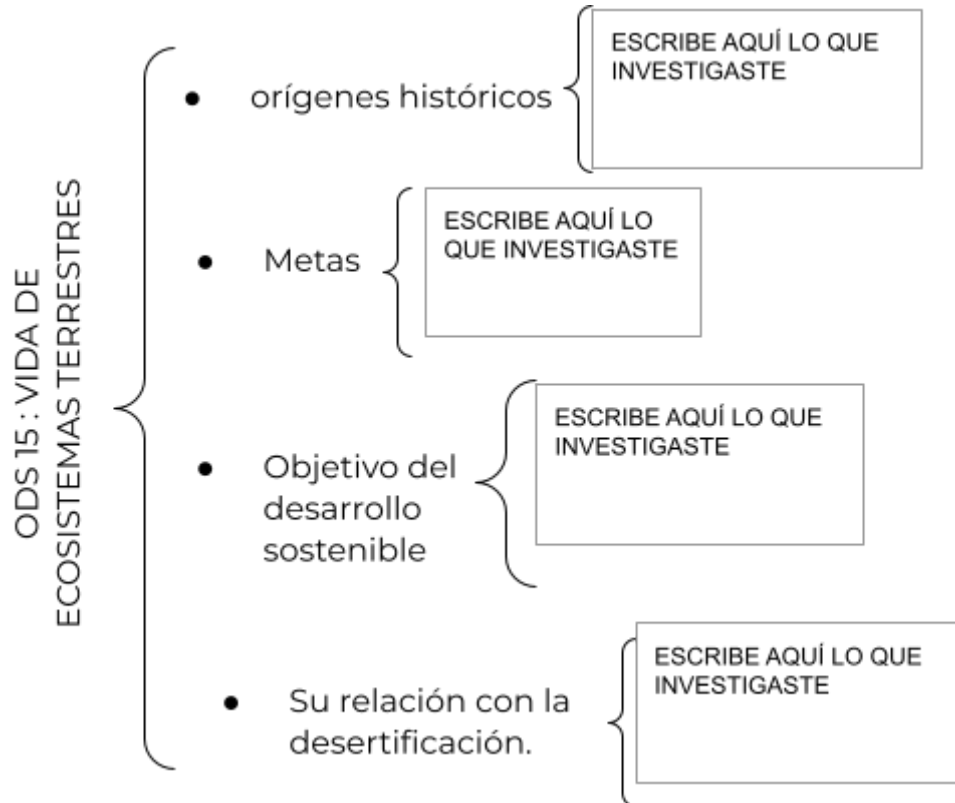 ODS 15 : VIDA DE
ECOSISTEMAS TERRESTRES
• orígenes históricos
ESCRIBE AQUÍ LO QUE
INVESTIGASTE
• Metas
ESCRIBE AQUÍ LO
QUE INVESTIGASTE
• Objetivo del
desarrollo
sostenible
ESCRIBE AQUÍ LO QUE
INVESTIGASTE
• Su relación con la
desertificación.
ESCRIBE AQUÍ LO QUE
INVESTIGASTE